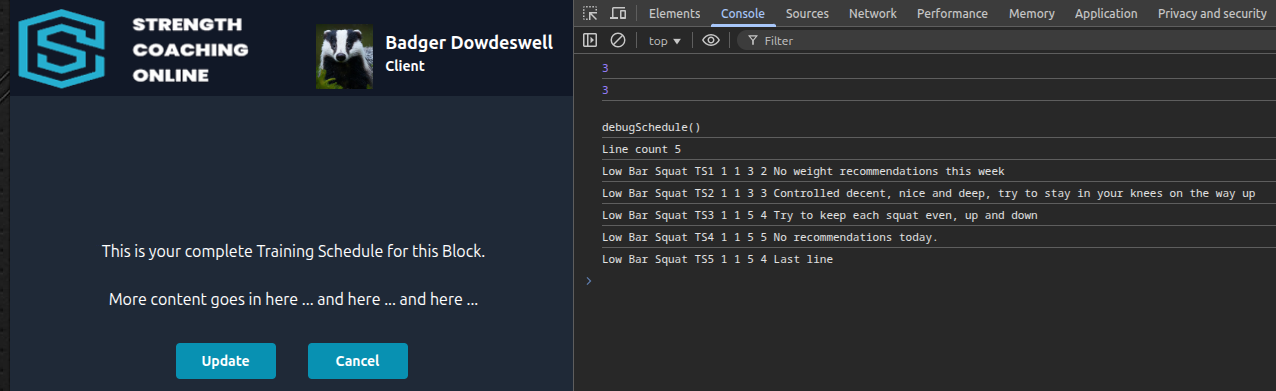 STRENGTH
COACHING
ONLINE
Badger Dowdeswell
Client
This is your complete Training Schedule for this Block.
More content goes in here ... and here ... and here ...
Update
Cancel
Elements Console Sources Network Performance Memory Application Privacy and security
top
Filter
3
3
debugSchedule()
Line count 5
Low Bar Squat TS1 1 1 3 2 No weight recommendations this week
Low Bar Squat TS2 1 1 3 3 Controlled decent, nice and deep, try to stay in your knees on the way up
Low Bar Squat TS3 1 1 5 4 Try to keep each squat even, up and down
Low Bar Squat TS4 1 1 5 5 No recommendations today.
Low Bar Squat TS5 1 1 5 4 Last line